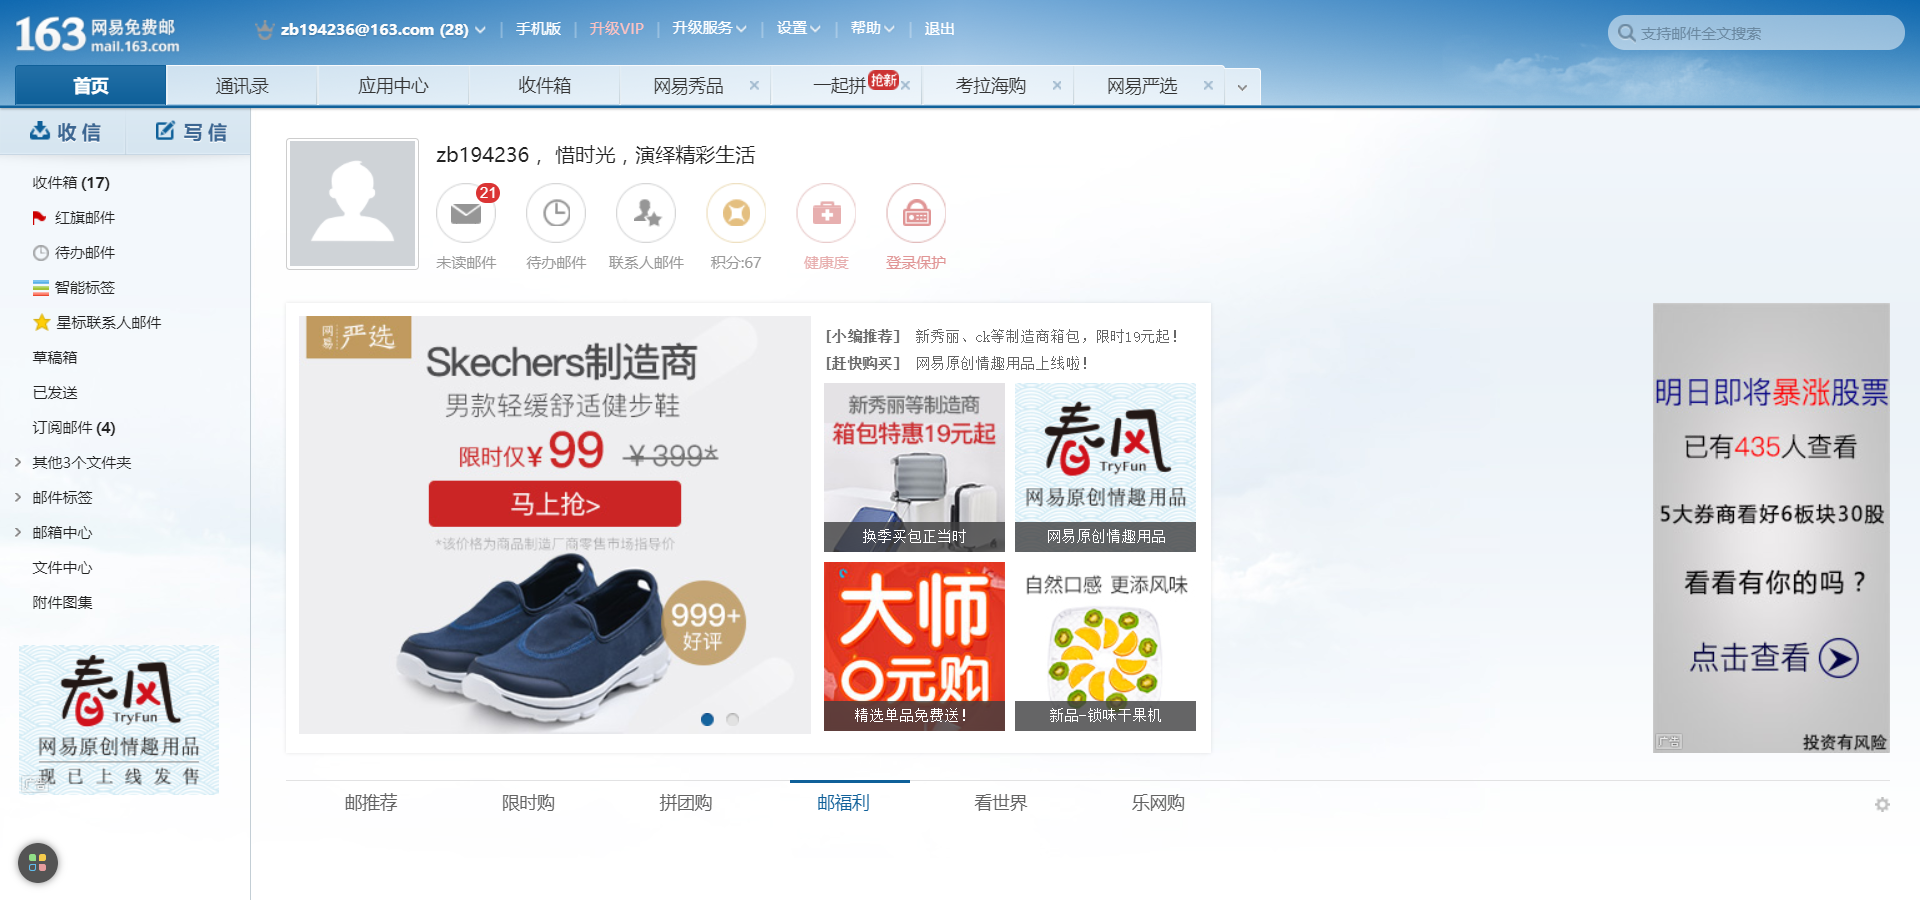 163 网易免费邮 mail.163.com
zb194236@163.com (28) 手机版 升级VIP 升级服务 设置 帮助 退出
支持邮件全文搜索
首页 通讯录 应用中心 收件箱 网易秀品 一起拼 抢新 考拉海购 网易严选
收信 写信
收件箱 (17)
红旗邮件
待办邮件
智能标签
星标联系人邮件
草稿箱
已发送
订阅邮件 (4)
其他3个文件夹
邮件标签
邮箱中心
文件中心
附件图集
春风
TryFun
网易原创情趣用品
现已上线发售
广告
zb194236， 惜时光，演绎精彩生活
21
未读邮件 待办邮件 联系人邮件 积分:67 健康度 登录保护
网易严选
Skechers制造商
男款轻缓舒适健步鞋
限时仅¥99 ¥399*
马上抢>
*该价格为商品制造厂商零售市场指导价
999+
好评
[小编推荐] 新秀丽、ck等制造商箱包，限时19元起！
[赶快购买] 网易原创情趣用品上线啦！
新秀丽等制造商
箱包特惠19元起
换季买包正当时
春风
TryFun
网易原创情趣用品
网易原创情趣用品
大师
0元购
精选单品免费送！
自然口感 更添风味
新品-锁味干果机
明日即将暴涨股票
已有435人查看
5大券商看好6板块30股
看看有你的吗？
点击查看
广告
投资有风险
邮推荐 限时购 拼团购 邮福利 看世界 乐网购